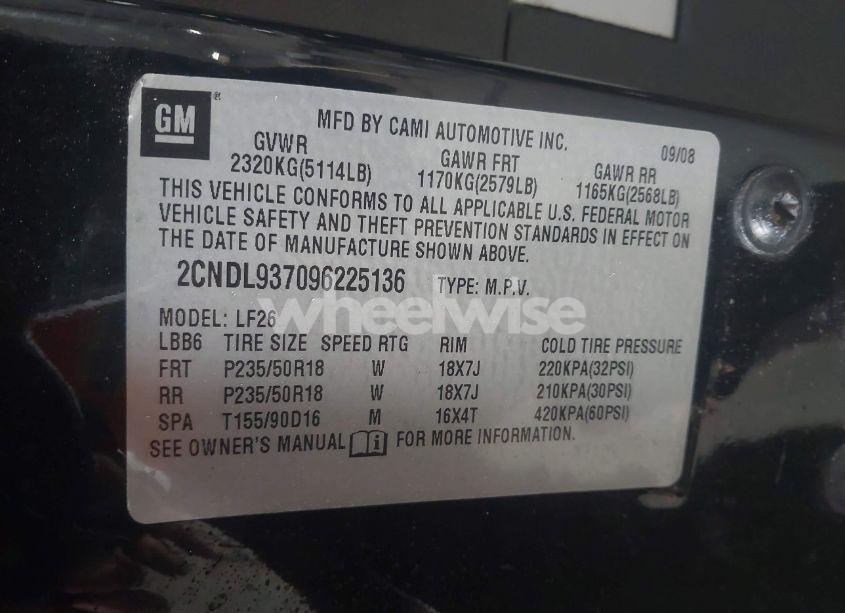 GM ®
MFD BY CAMI AUTOMOTIVE INC.
09/08
GVWR GAWR FRT GAWR RR
2320KG(5114LB) 1170KG(2579LB) 1165KG(2568LB)
THIS VEHICLE CONFORMS TO ALL APPLICABLE U.S. FEDERAL MOTOR
VEHICLE SAFETY AND THEFT PREVENTION STANDARDS IN EFFECT ON
THE DATE OF MANUFACTURE SHOWN ABOVE.
2CNDL937096225136 TYPE: M.P.V.
wheelwise
MODEL: LF26
LBB6 TIRE SIZE SPEED RTG RIM COLD TIRE PRESSURE
FRT P235/50R18 W 18X7J 220KPA(32PSI)
RR P235/50R18 W 18X7J 210KPA(30PSI)
SPA T155/90D16 M 16X4T 420KPA(60PSI)
SEE OWNER'S MANUAL i FOR MORE INFORMATION.